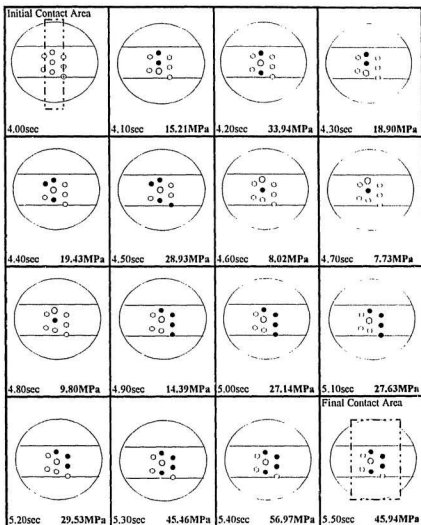 Initial Contact Area
4.00sec
4.10sec 15.21MPa
4.20sec 33.94MPa
4.30sec 18.90MPa
4.40sec 19.43MPa
4.50sec 28.93MPa
4.60sec 8.02MPa
4.70sec 7.73MPa
4.80sec 9.80MPa
4.90sec 14.39MPa
5.00sec 27.14MPa
5.10sec 27.63MPa
5.20sec 29.53MPa
5.30sec 45.46MPa
5.40sec 56.97MPa
Final Contact Area
5.50sec 45.94MPa